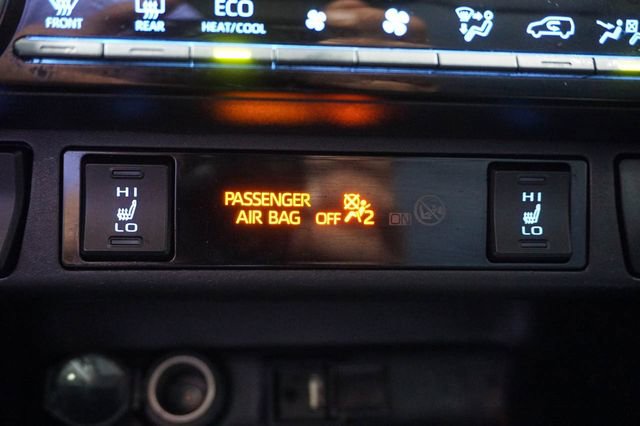 FRONT
REAR
ECO
HEAT/COOL
HI
LO
PASSENGER
AIR BAG OFF 2 ON
HI
LO